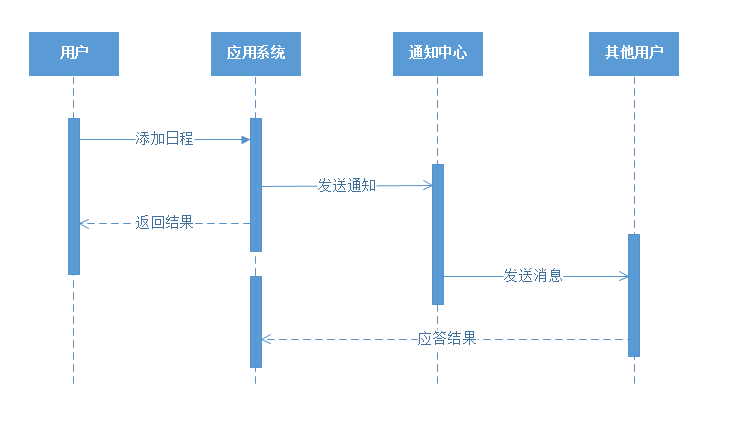 用户
应用系统
通知中心
其他用户
添加日程
发送通知
返回结果
发送消息
应答结果